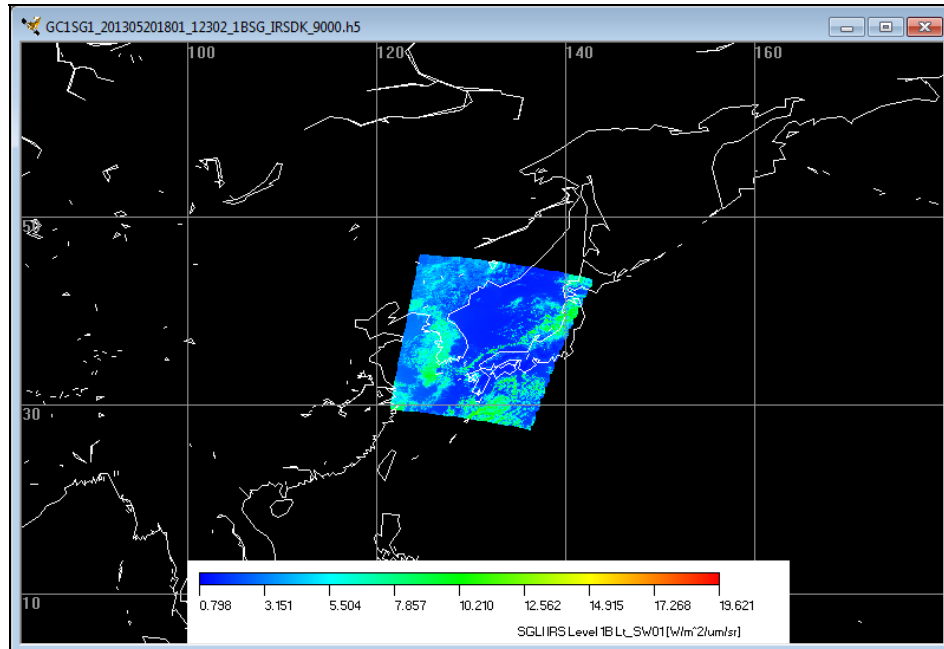 GC1SG1_201305201801_12302_1BSG_IRSDK_9000.h5
100 120 140 160
30
10
0.798 3.151 5.504 7.857 10.210 12.562 14.915 17.268 19.621
SGLI IRS Level 1B Lt_SW01 [W/m^2/um/sr]